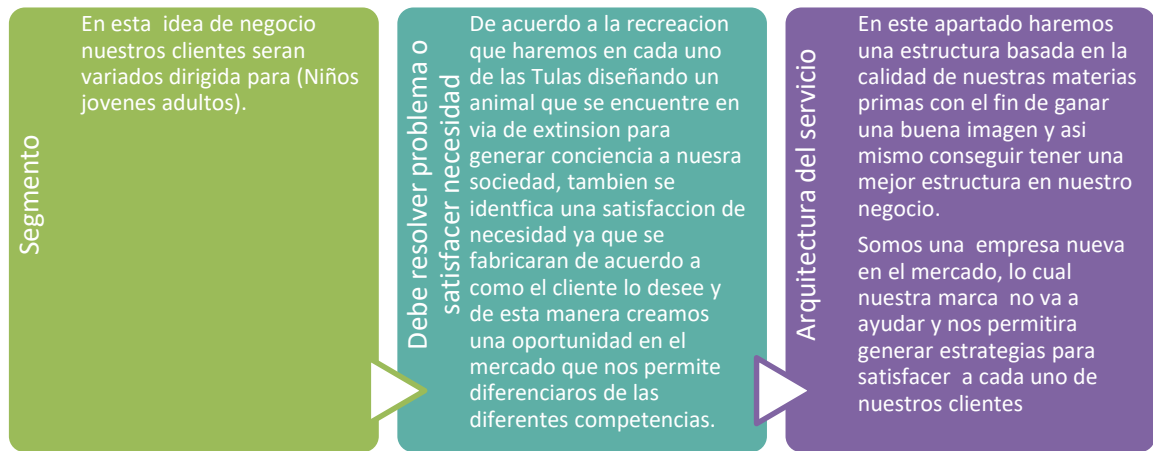 Segmento
En esta idea de negocio
nuestros clientes seran
variados dirigida para (Niños
jovenes adultos).
Debe resolver problema o
satisfacer necesidad
De acuerdo a la recreacion
que haremos en cada uno
de las Tulas diseñando un
animal que se encuentre en
via de extinsion para
generar conciencia a nuesra
sociedad, tambien se
identfica una satisfaccion de
necesidad ya que se
fabricaran de acuerdo a
como el cliente lo desee y
de esta manera creamos
una oportunidad en el
mercado que nos permite
diferenciaros de las
diferentes competencias.
Arquitectura del servicio
En este apartado haremos
una estructura basada en la
calidad de nuestras materias
primas con el fin de ganar
una buena imagen y asi
mismo conseguir tener una
mejor estructura en nuestro
negocio.
Somos una empresa nueva
en el mercado, lo cual
nuestra marca no va a
ayudar y nos permitira
generar estrategias para
satisfacer a cada uno de
nuestros clientes